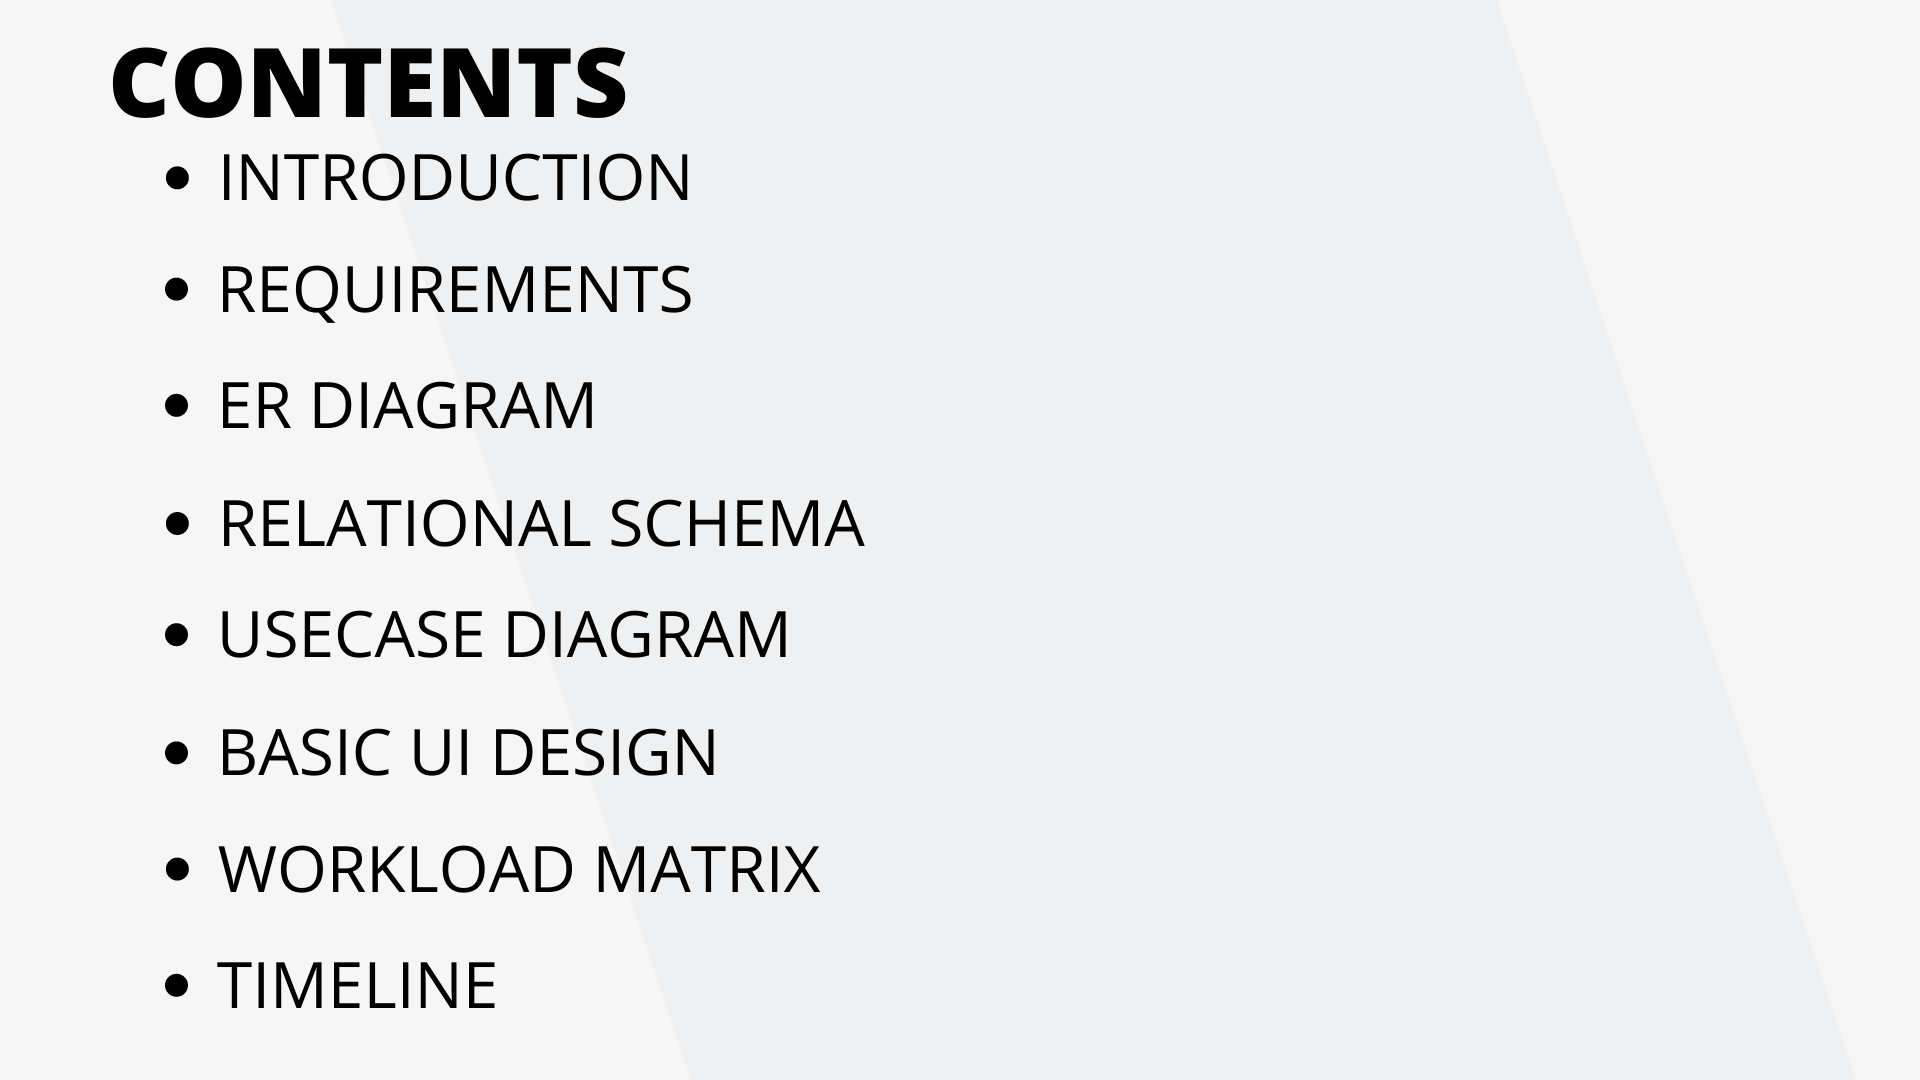 CONTENTS
• INTRODUCTION
• REQUIREMENTS
• ER DIAGRAM
• RELATIONAL SCHEMA
• USECASE DIAGRAM
• BASIC UI DESIGN
• WORKLOAD MATRIX
• TIMELINE